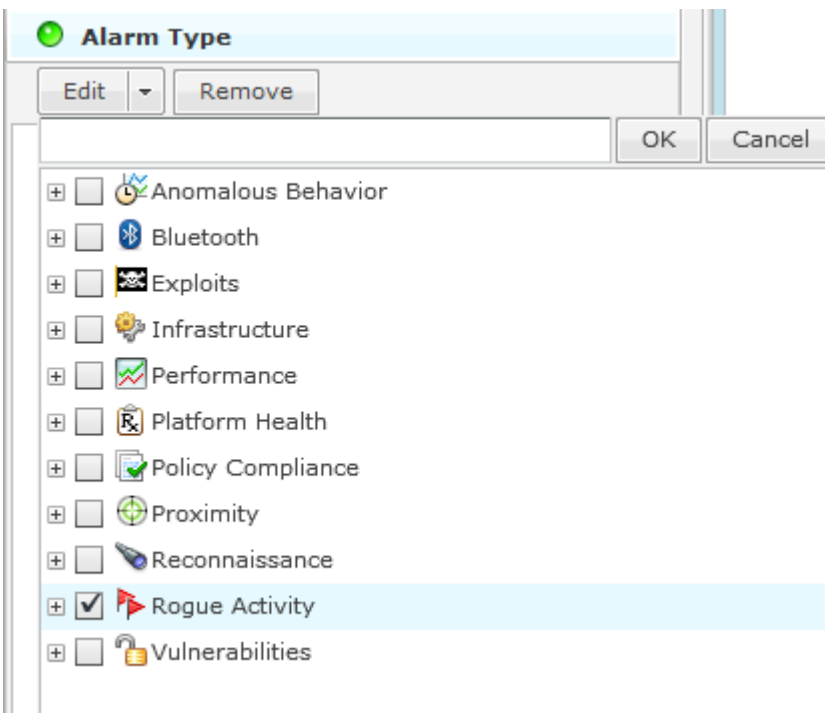 Alarm Type
Edit Remove
OK Cancel
Anomalous Behavior
Bluetooth
Exploits
Infrastructure
Performance
Platform Health
Policy Compliance
Proximity
Reconnaissance
Rogue Activity
Vulnerabilities